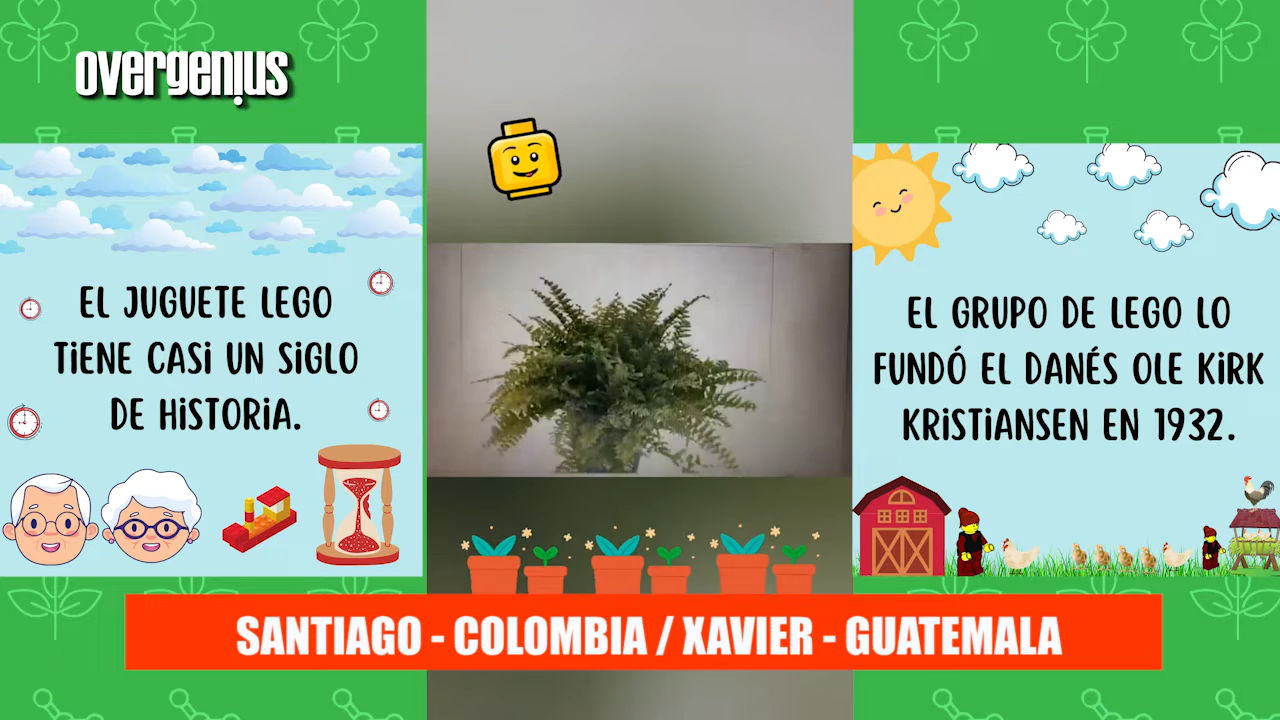 overgenius
EL JUGUETE LEGO
TIENE CASI UN SIGLO
DE HISTORIA.
EL GRUPO DE LEGO LO
FUNDÓ EL DANÉS OLE KIRK
KRISTIANSEN EN 1932.
SANTIAGO - COLOMBIA / XAVIER - GUATEMALA